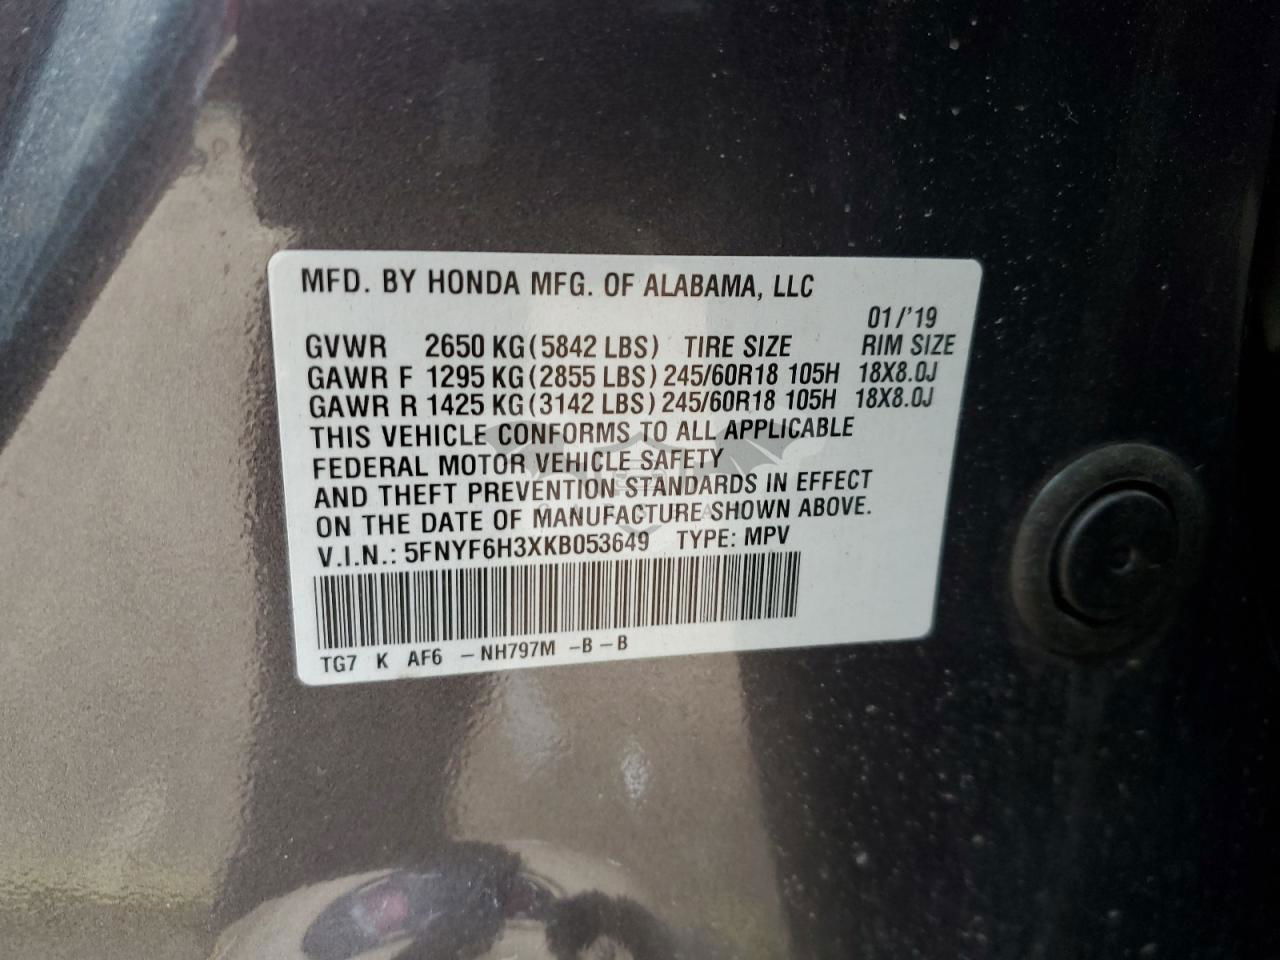 MFD. BY HONDA MFG. OF ALABAMA, LLC
01/'19
GVWR 2650 KG (5842 LBS) TIRE SIZE RIM SIZE
GAWR F 1295 KG (2855 LBS) 245/60R18 105H 18X8.0J
GAWR R 1425 KG (3142 LBS) 245/60R18 105H 18X8.0J
THIS VEHICLE CONFORMS TO ALL APPLICABLE
FEDERAL MOTOR VEHICLE SAFETY
AND THEFT PREVENTION STANDARDS IN EFFECT
ON THE DATE OF MANUFACTURE SHOWN ABOVE.
V.I.N.: 5FNYF6H3XKB053649 TYPE: MPV
TG7 K AF6 -NH797M -B-B